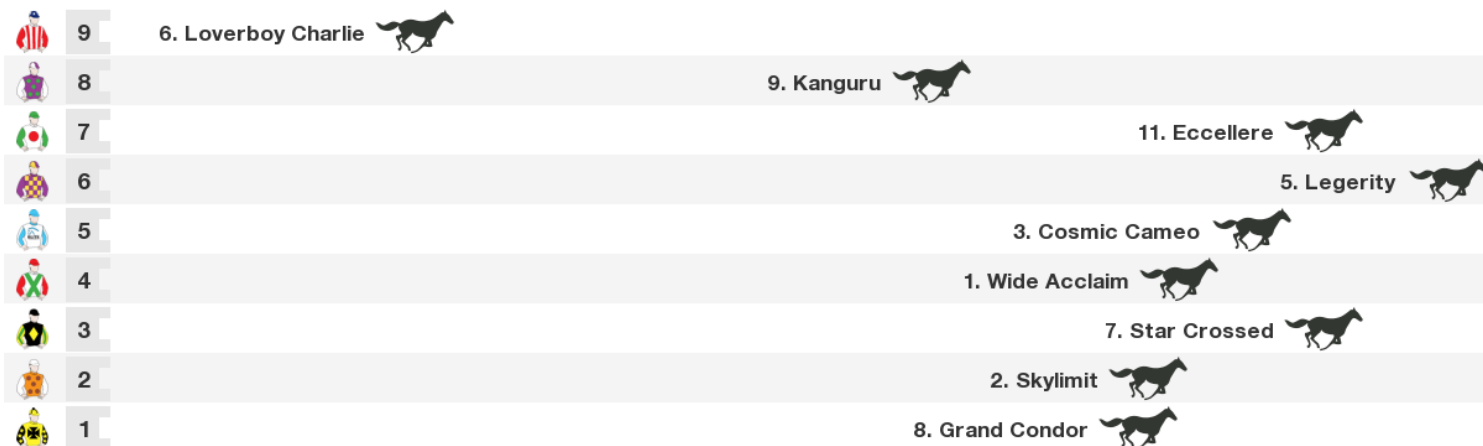 9 6. Loverboy Charlie
8 9. Kanguru
7 11. Eccellere
6 5. Legerity
5 3. Cosmic Cameo
4 1. Wide Acclaim
3 7. Star Crossed
2 2. Skylimit
1 8. Grand Condor